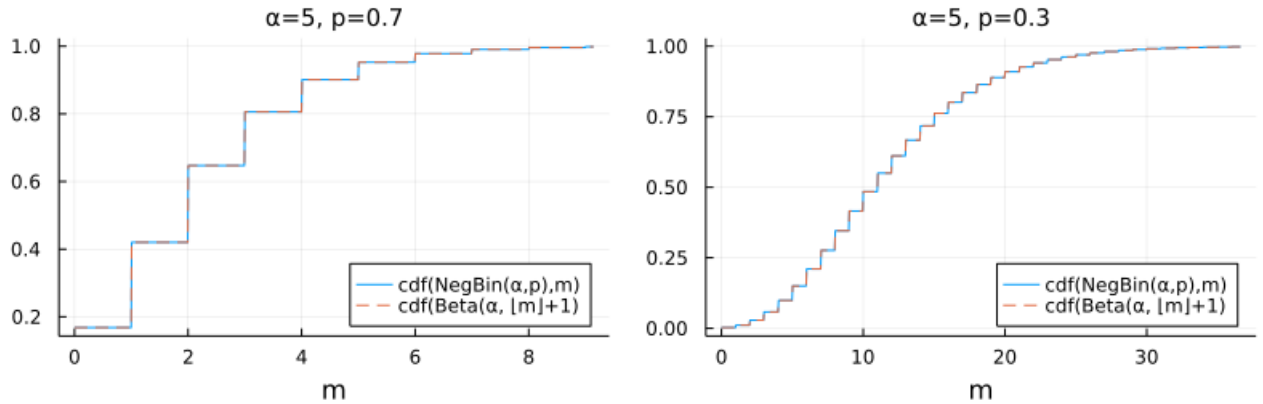 α=5, p=0.7
1.0
0.8
0.6
0.4
0.2
0 2 4 6 8
m
cdf(NegBin(α,p),m)
cdf(Beta(α, ⌊m⌋+1)
α=5, p=0.3
1.00
0.75
0.50
0.25
0.00
0 10 20 30
m
cdf(NegBin(α,p),m)
cdf(Beta(α, ⌊m⌋+1)